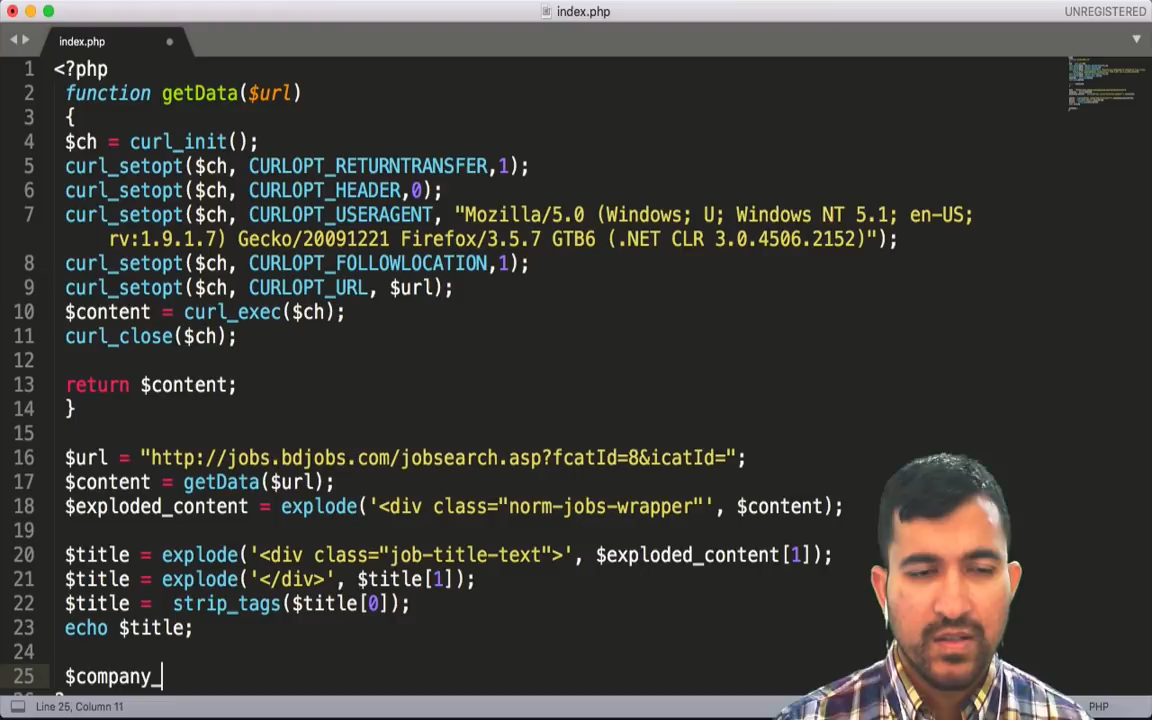 index.php
UNREGISTERED
index.php
1 <?php
2 function getData($url)
3 {
4 $ch = curl_init();
5 curl_setopt($ch, CURLOPT_RETURNTRANSFER,1);
6 curl_setopt($ch, CURLOPT_HEADER,0);
7 curl_setopt($ch, CURLOPT_USERAGENT, "Mozilla/5.0 (Windows; U; Windows NT 5.1; en-US;
rv:1.9.1.7) Gecko/20091221 Firefox/3.5.7 GTB6 (.NET CLR 3.0.4506.2152)");
8 curl_setopt($ch, CURLOPT_FOLLOWLOCATION,1);
9 curl_setopt($ch, CURLOPT_URL, $url);
10 $content = curl_exec($ch);
11 curl_close($ch);
12
13 return $content;
14 }
15
16 $url = "http://jobs.bdjobs.com/jobsearch.asp?fcatId=8&icatId=";
17 $content = getData($url);
18 $exploded_content = explode('<div class="norm-jobs-wrapper"', $content);
19
20 $title = explode('<div class="job-title-text">', $exploded_content[1]);
21 $title = explode('</div>', $title[1]);
22 $title =  strip_tags($title[0]);
23 echo $title;
24
25 $company_
Line 25, Column 11
PHP